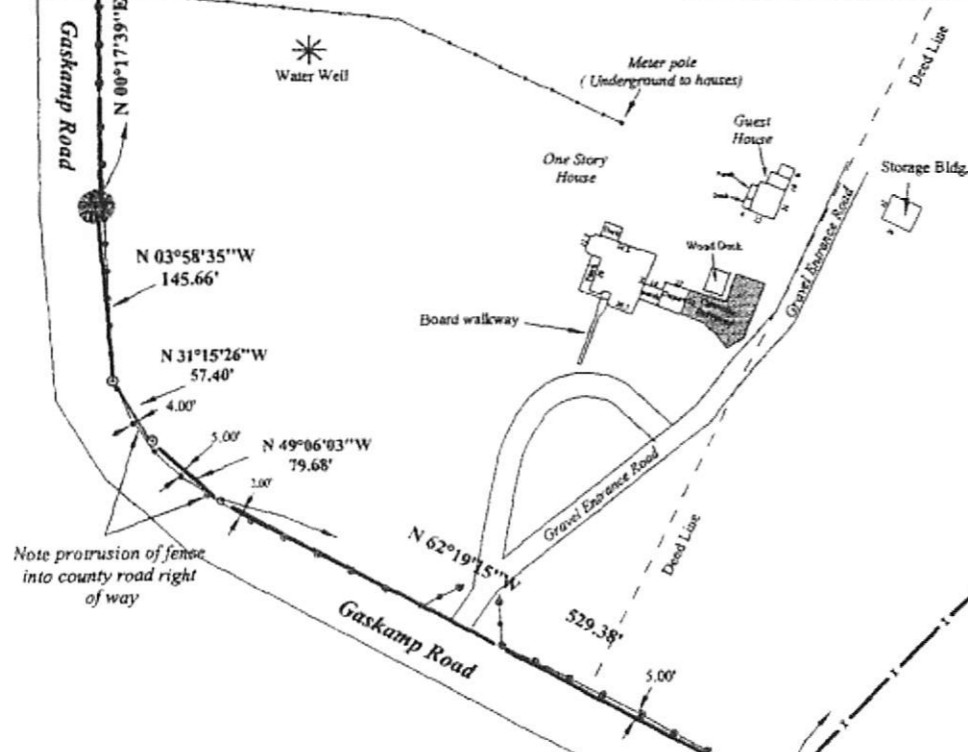 Gaskamp Road
N 00°17'39"E
Water Well
Meter pole
( Underground to houses)
Guest
House
One Story
House
Storage Bldg.
Deed Line
Gravel Entrance Road
Wood Deck
N 03°58'35"W
145.66'
Board walkway
N 31°15'26"W
57.40'
4.00'
5.00'
N 49°06'03"W
79.68'
2.00'
Gravel Entrance Road
Deed Line
Note protrusion of fense
into county road right
of way
N 62°19'15"W
529.38'
Gaskamp Road
5.00'